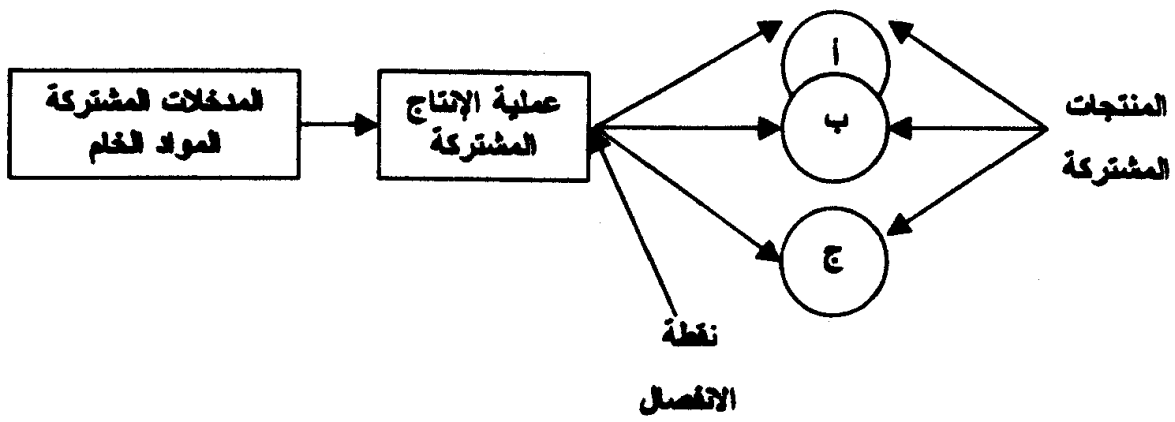 المدخلات المشتركة
المواد الخام
عملية الإنتاج
المشتركة
أ
ب
ج
المنتجات
المشتركة
نقطة
الانفصال